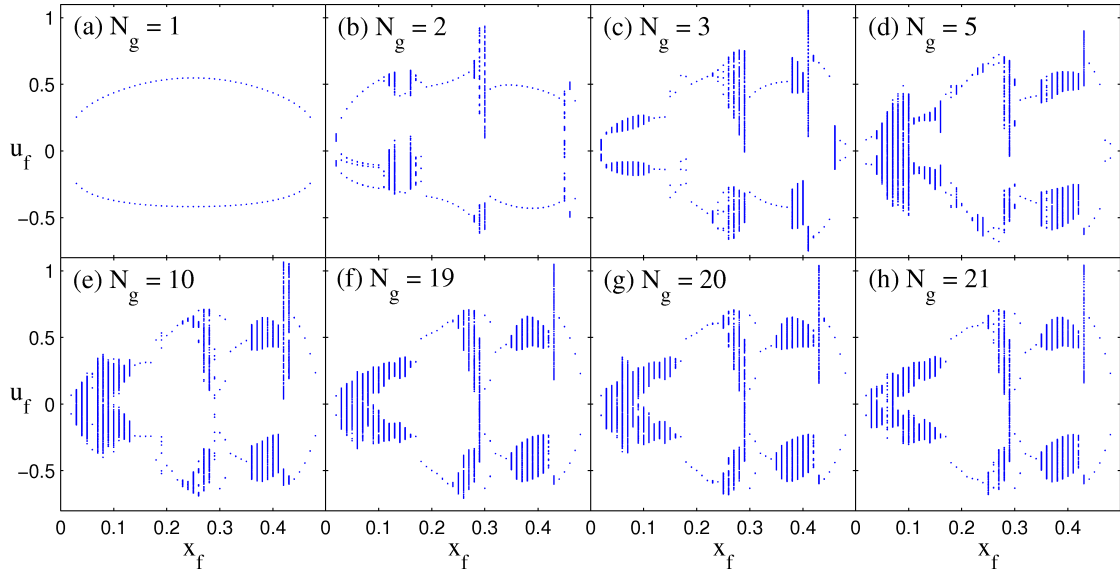 (a) N_g = 1
(b) N_g = 2
(c) N_g = 3
(d) N_g = 5
1
0.5
0
−0.5
u_f
(e) N_g = 10
(f) N_g = 19
(g) N_g = 20
(h) N_g = 21
1
0.5
0
−0.5
u_f
0 0.1 0.2 0.3 0.4 0 0.1 0.2 0.3 0.4 0 0.1 0.2 0.3 0.4 0 0.1 0.2 0.3 0.4
x_f x_f x_f x_f